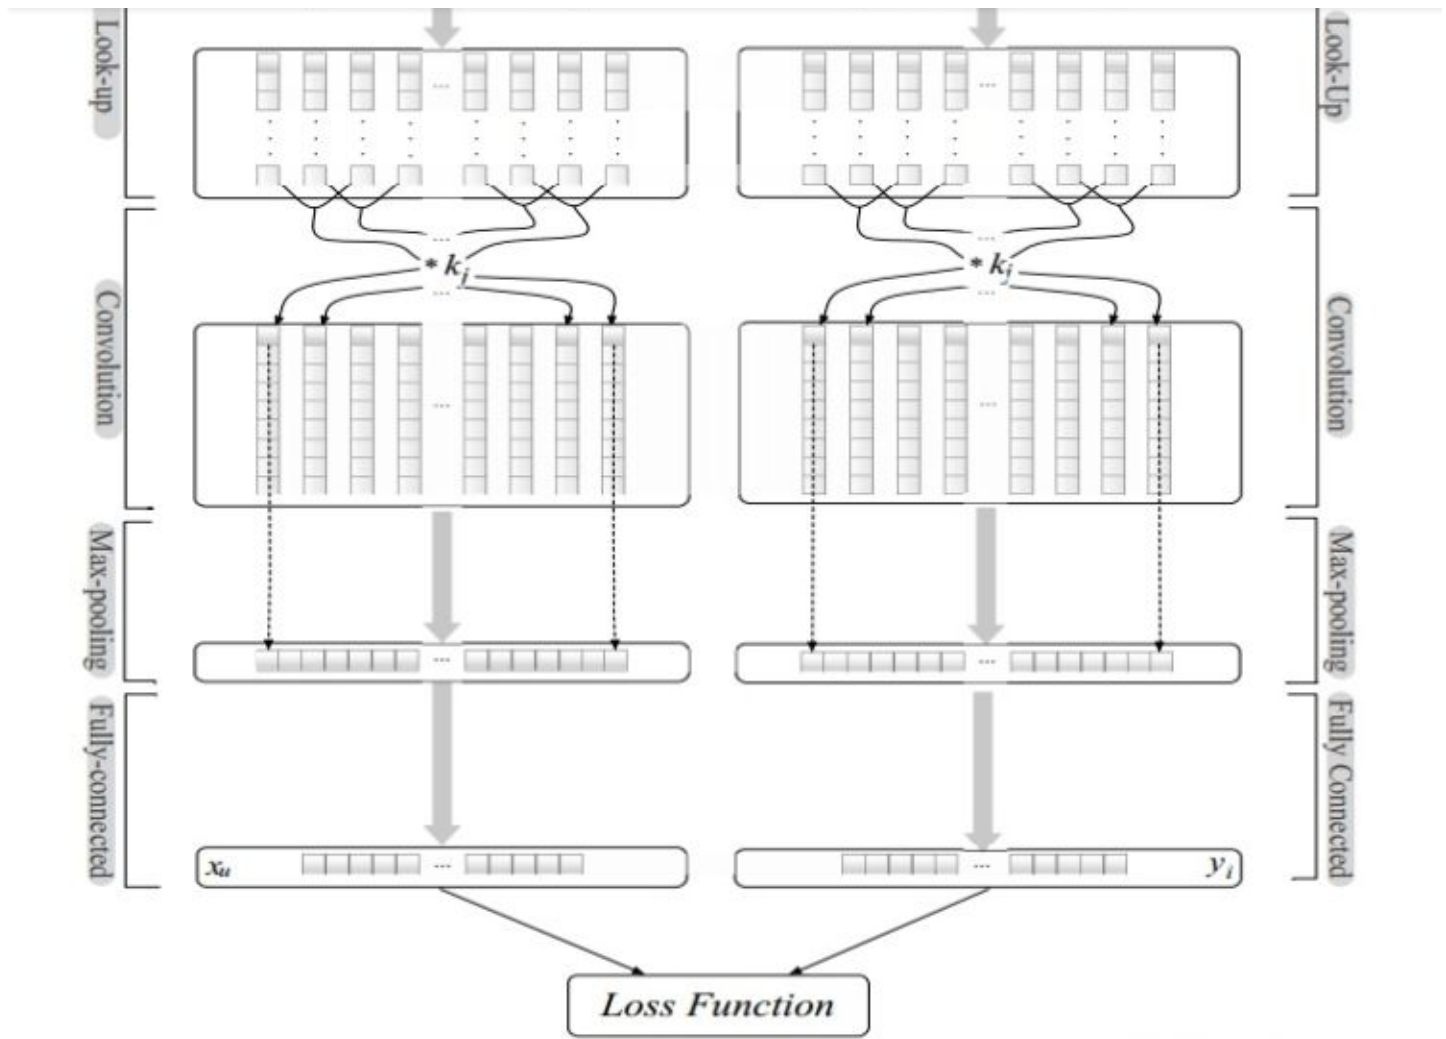 Look-up
Look-Up
...
...
...
...
* k_j
* k_j
...
...
Convolution
Convolution
...
...
Max-pooling
Max-pooling
...
...
Fully-connected
Fully Connected
x_u
...
...
y_i
Loss Function